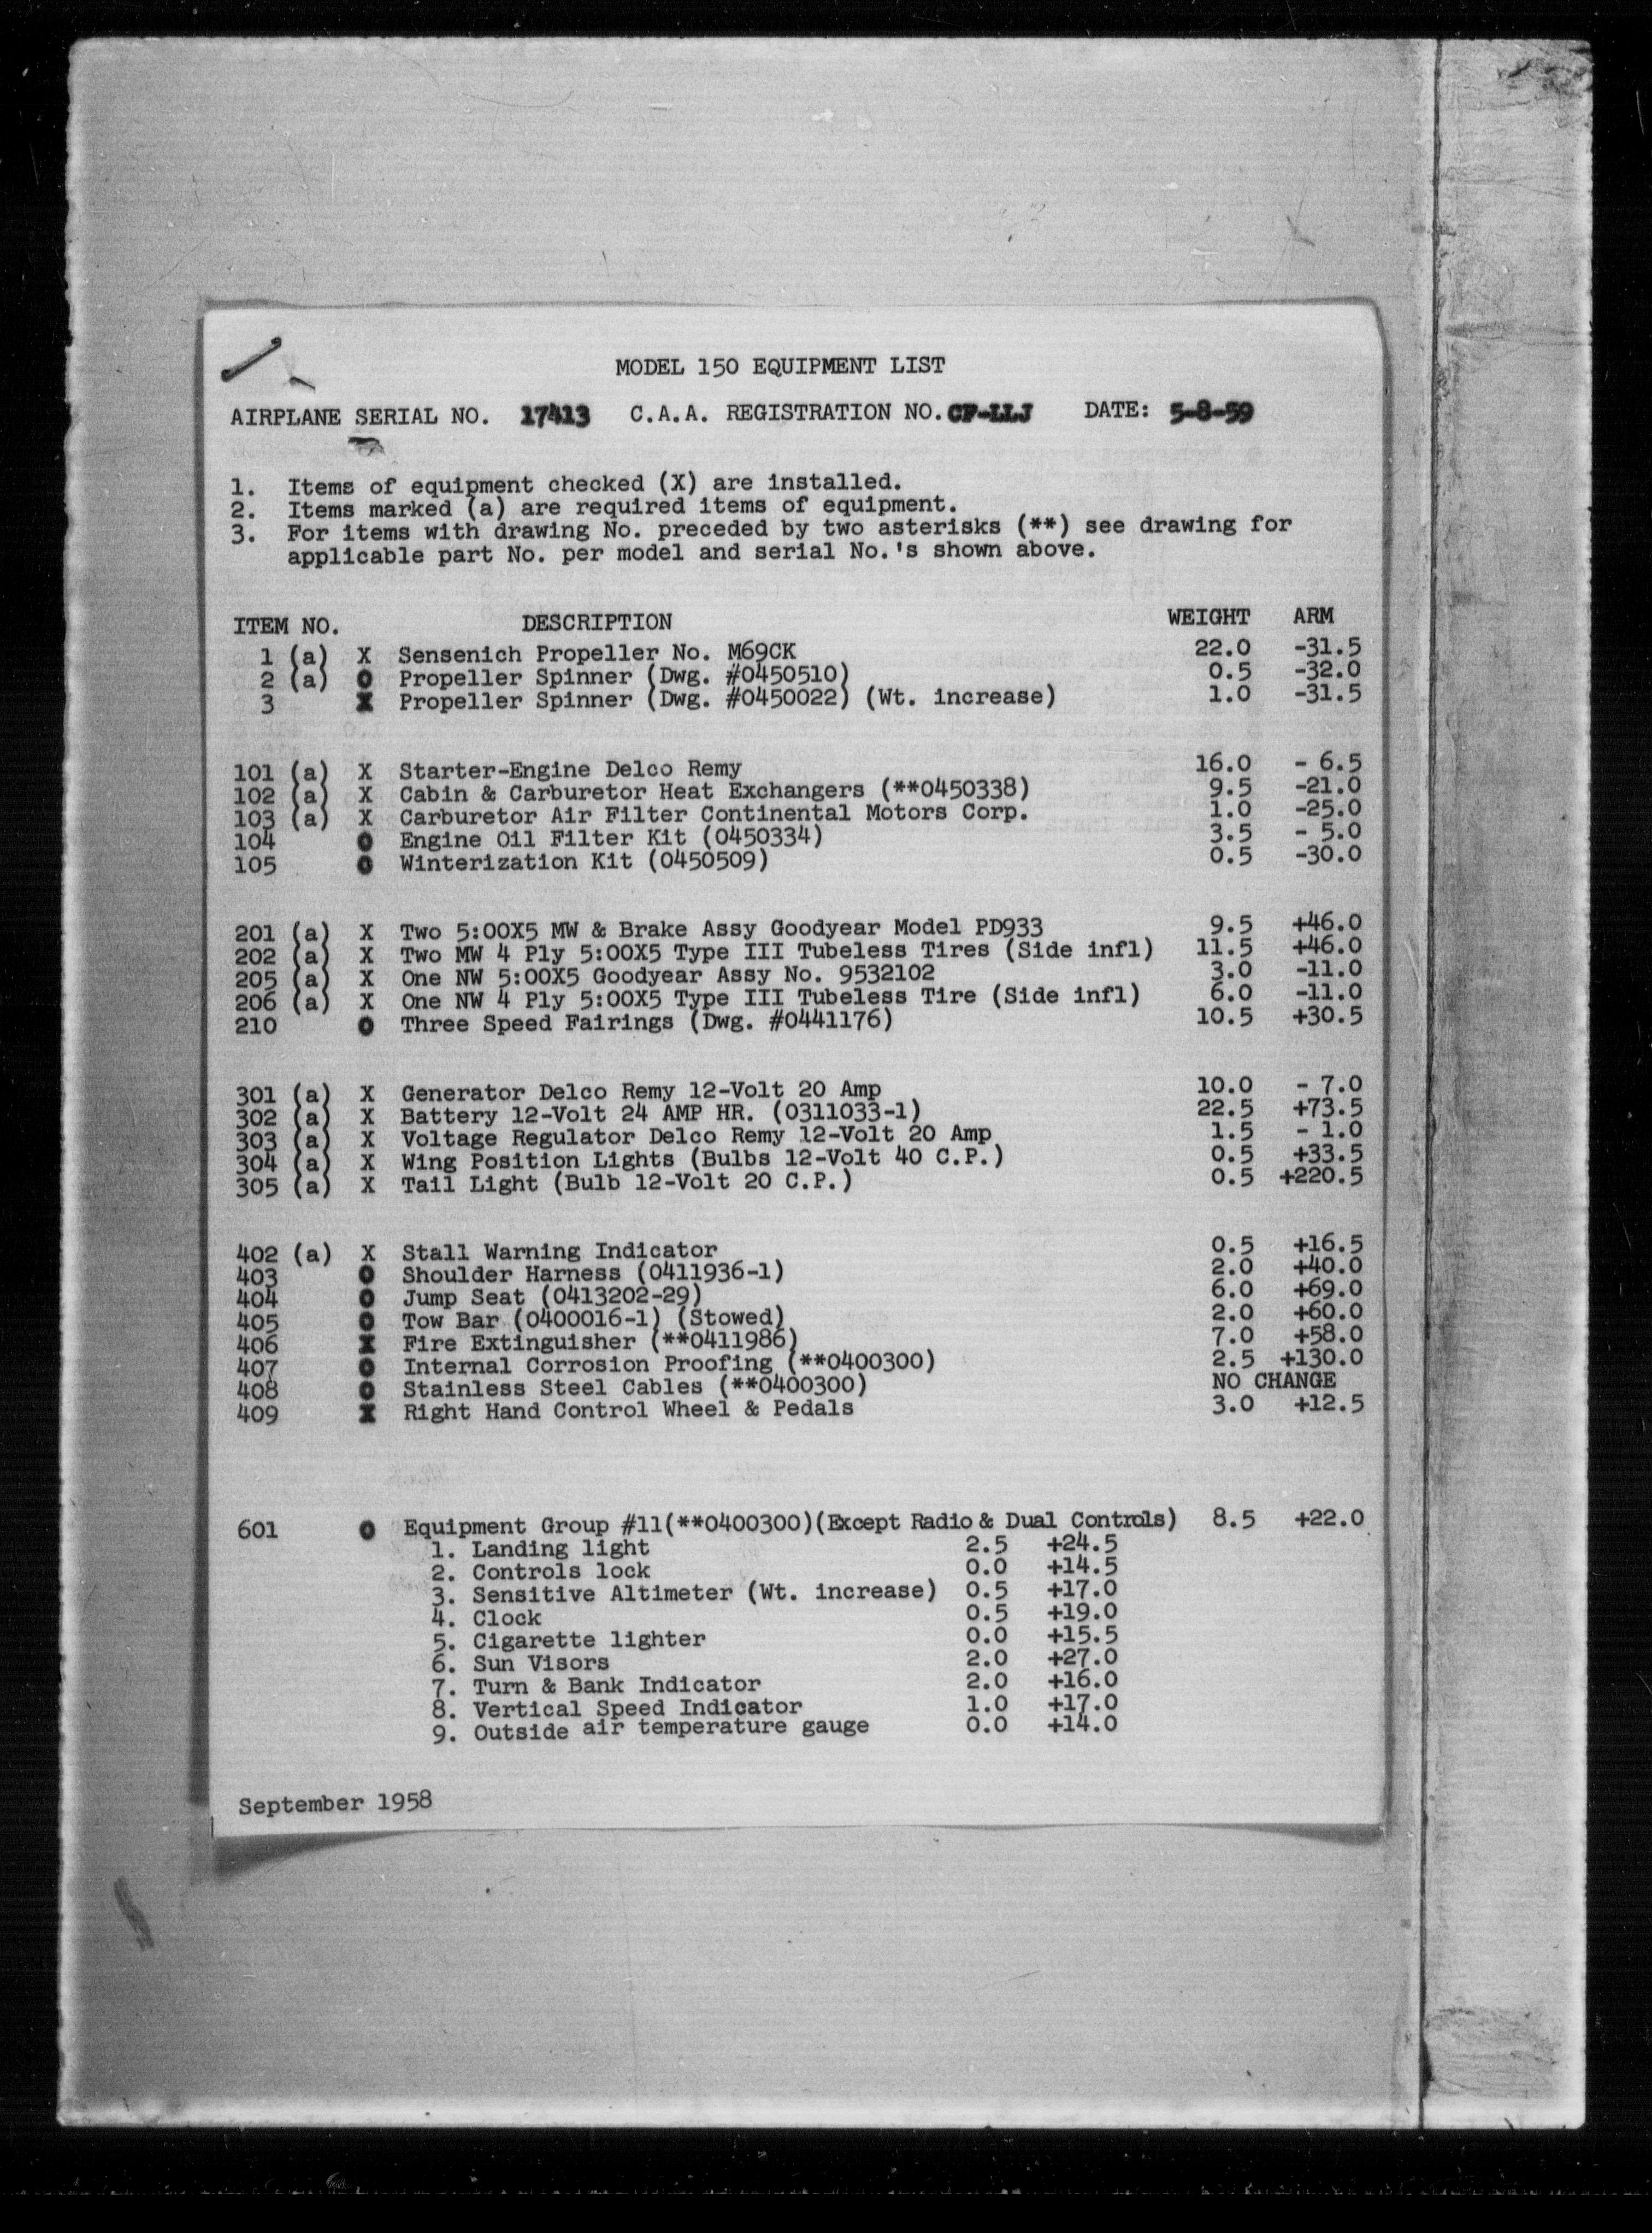 MODEL 150 EQUIPMENT LIST
AIRPLANE SERIAL NO. 17413 C.A.A. REGISTRATION NO. CF-LLJ DATE: 5-8-59
1. Items of equipment checked (X) are installed.
2. Items marked (a) are required items of equipment.
3. For items with drawing No. preceded by two asterisks (**) see drawing for
applicable part No. per model and serial No.'s shown above.
ITEM NO. DESCRIPTION WEIGHT ARM
1 (a) X Sensenich Propeller No. M69CK 22.0 -31.5
2 (a) O Propeller Spinner (Dwg. #0450510) 0.5 -32.0
3 X Propeller Spinner (Dwg. #0450022) (Wt. increase) 1.0 -31.5
101 (a) X Starter-Engine Delco Remy 16.0 - 6.5
102 (a) X Cabin & Carburetor Heat Exchangers (**0450338) 9.5 -21.0
103 (a) X Carburetor Air Filter Continental Motors Corp. 1.0 -25.0
104 O Engine Oil Filter Kit (0450334) 3.5 - 5.0
105 O Winterization Kit (0450509) 0.5 -30.0
201 (a) X Two 5:00X5 MW & Brake Assy Goodyear Model PD933 9.5 +46.0
202 (a) X Two MW 4 Ply 5:00X5 Type III Tubeless Tires (Side infl) 11.5 +46.0
205 (a) X One NW 5:00X5 Goodyear Assy No. 9532102 3.0 -11.0
206 (a) X One NW 4 Ply 5:00X5 Type III Tubeless Tire (Side infl) 6.0 -11.0
210 O Three Speed Fairings (Dwg. #0441176) 10.5 +30.5
301 (a) X Generator Delco Remy 12-Volt 20 Amp 10.0 - 7.0
302 (a) X Battery 12-Volt 24 AMP HR. (0311033-1) 22.5 +73.5
303 (a) X Voltage Regulator Delco Remy 12-Volt 20 Amp 1.5 - 1.0
304 (a) X Wing Position Lights (Bulbs 12-Volt 40 C.P.) 0.5 +33.5
305 (a) X Tail Light (Bulb 12-Volt 20 C.P.) 0.5 +220.5
402 (a) X Stall Warning Indicator 0.5 +16.5
403 O Shoulder Harness (0411936-1) 2.0 +40.0
404 O Jump Seat (0413202-29) 6.0 +69.0
405 O Tow Bar (0400016-1) (Stowed) 2.0 +60.0
406 X Fire Extinguisher (**0411986) 7.0 +58.0
407 O Internal Corrosion Proofing (**0400300) 2.5 +130.0
408 O Stainless Steel Cables (**0400300) NO CHANGE
409 X Right Hand Control Wheel & Pedals 3.0 +12.5
601 O Equipment Group #11(**0400300)(Except Radio & Dual Controls) 8.5 +22.0
1. Landing light 2.5 +24.5
2. Controls lock 0.0 +14.5
3. Sensitive Altimeter (Wt. increase) 0.5 +17.0
4. Clock 0.5 +19.0
5. Cigarette lighter 0.0 +15.5
6. Sun Visors 2.0 +27.0
7. Turn & Bank Indicator 2.0 +16.0
8. Vertical Speed Indicator 1.0 +17.0
9. Outside air temperature gauge 0.0 +14.0
September 1958